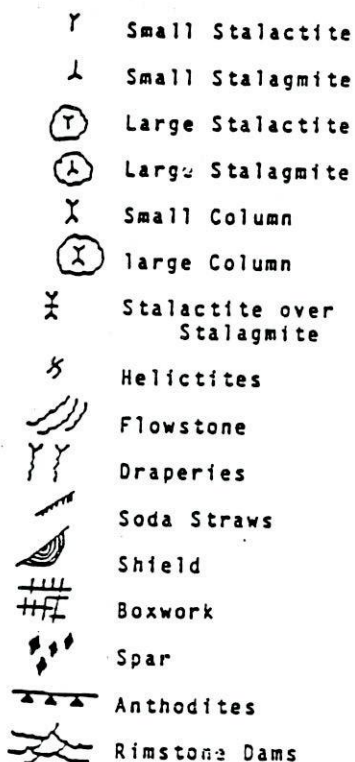 Small Stalactite
Small Stalagmite
Large Stalactite
Large Stalagmite
Small Column
large Column
Stalactite over
Stalagmite
Helictites
Flowstone
Draperies
Soda Straws
Shield
Boxwork
Spar
Anthodites
Rimstone Dams